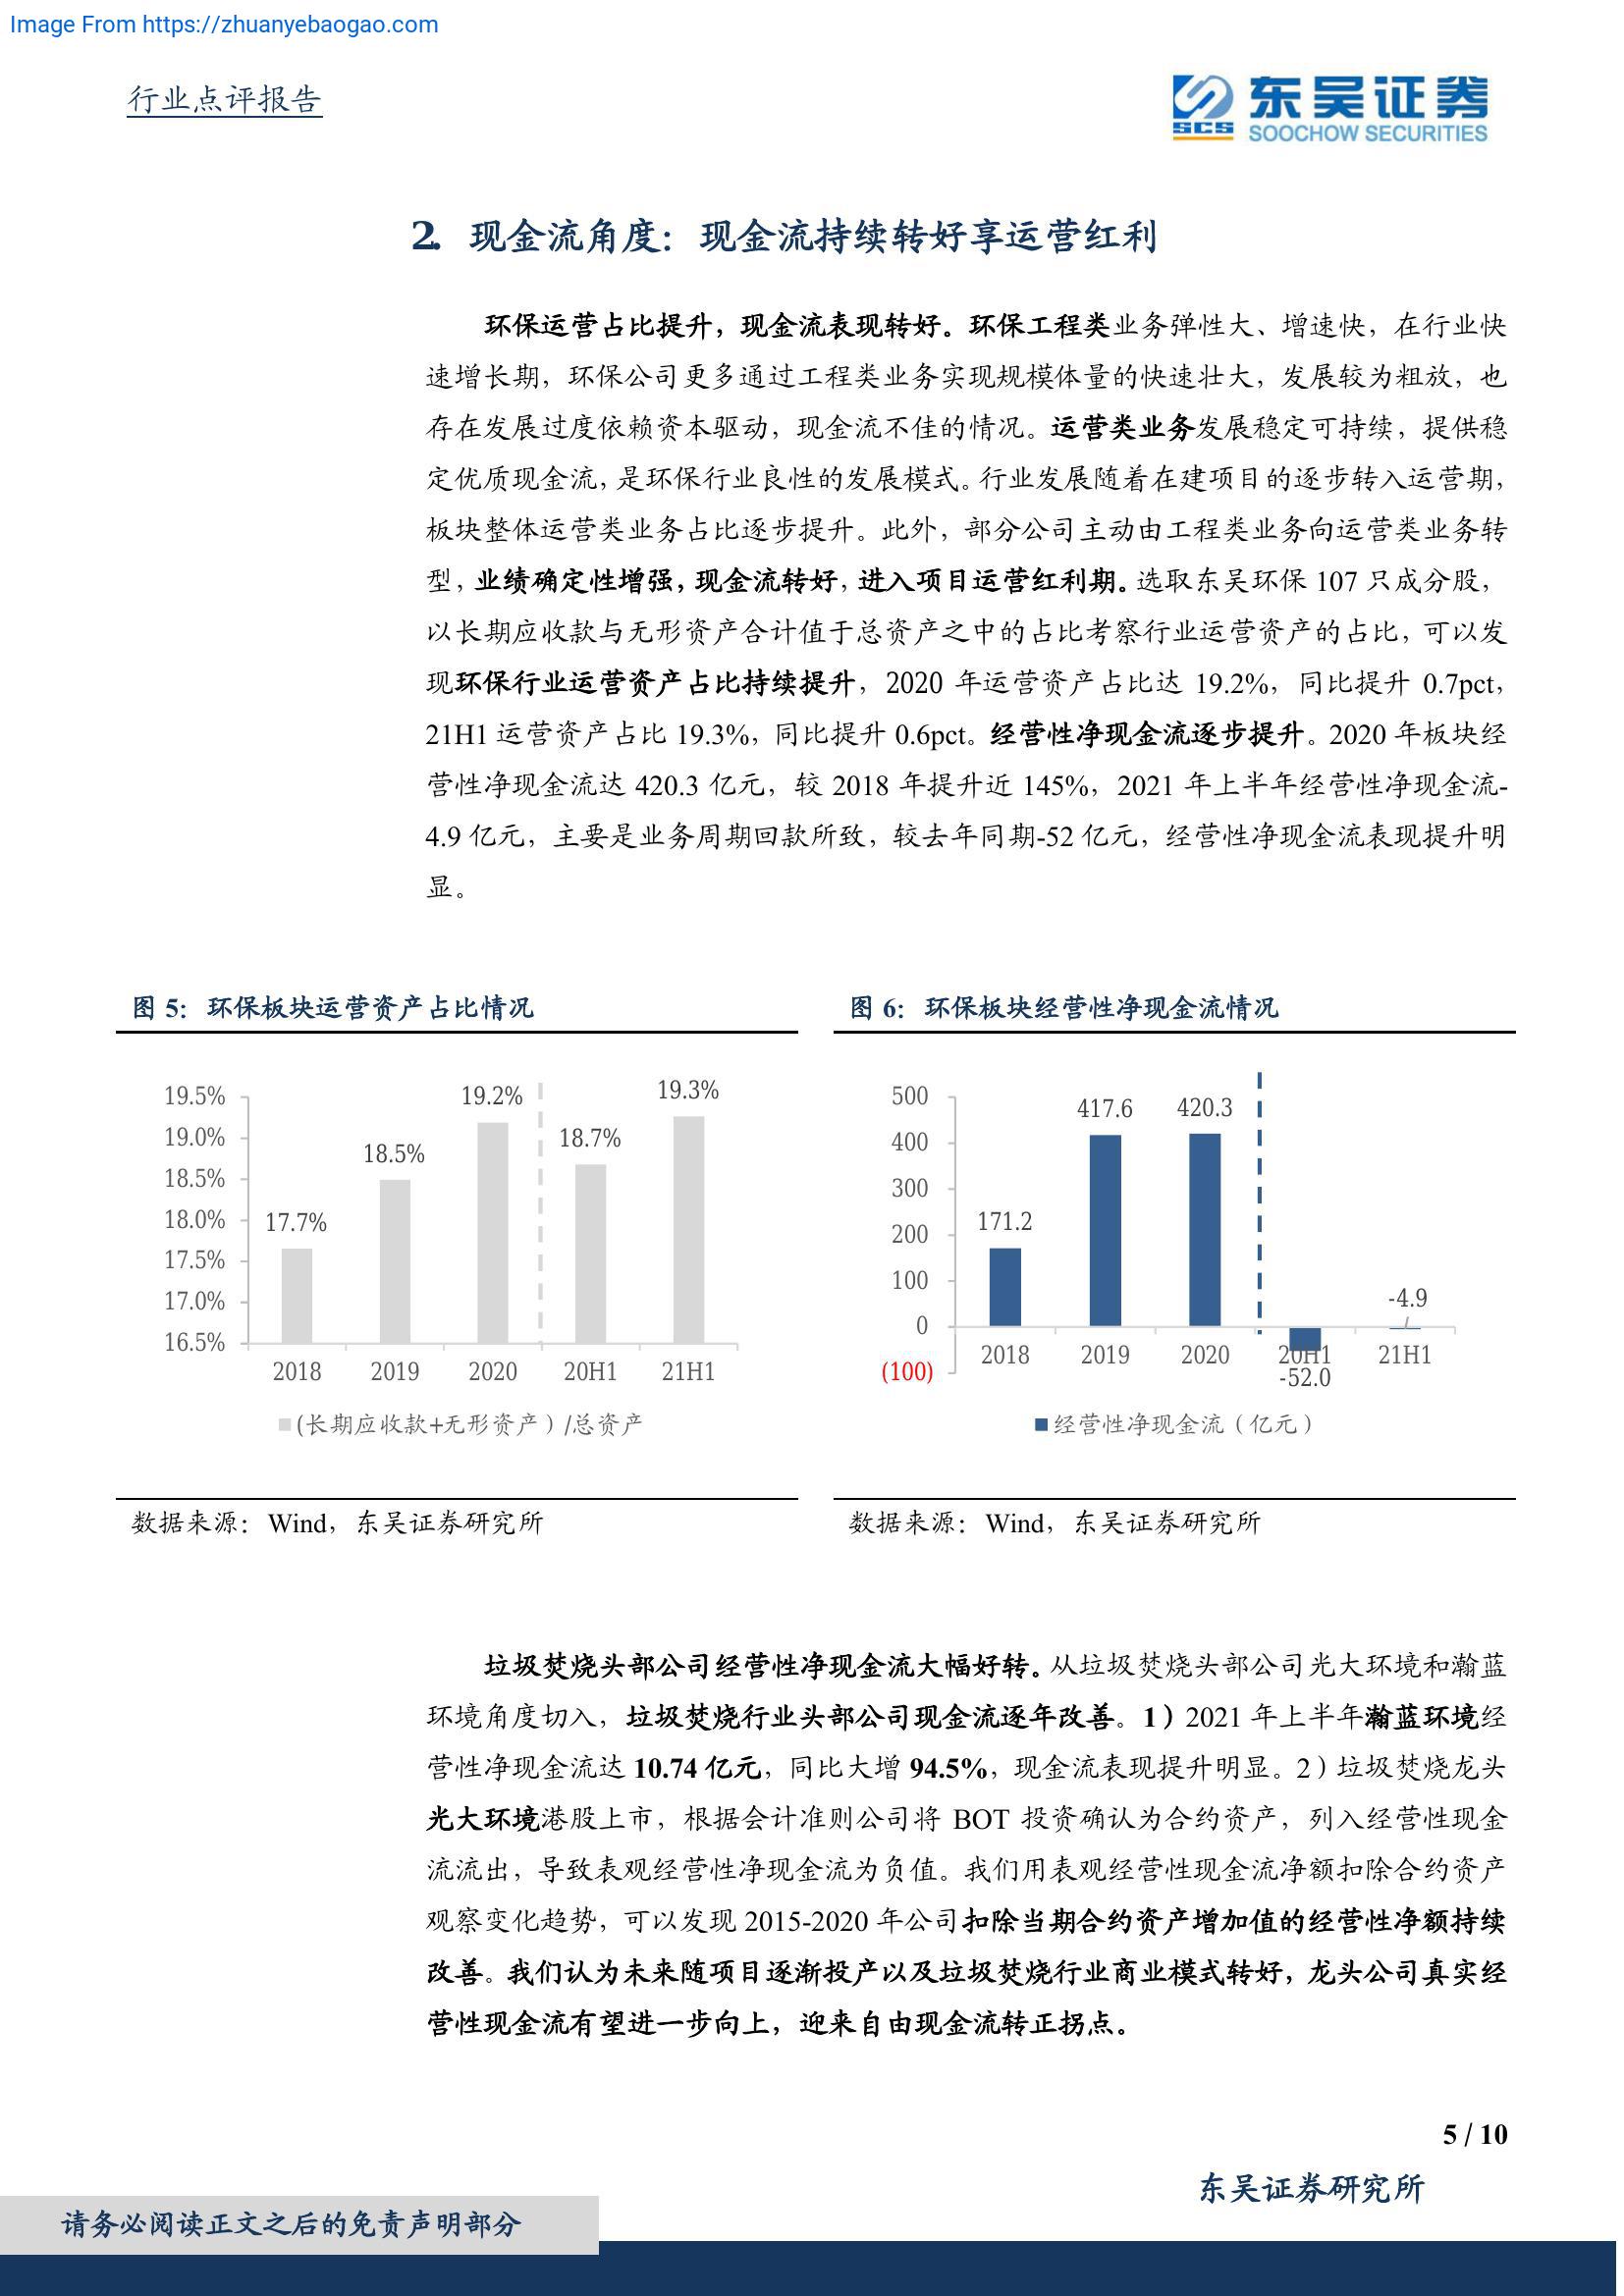 Image From https://zhuanyebaogao.com
行业点评报告
SCS 东吴证券
SOOCHOW SECURITIES
2. 现金流角度：现金流持续转好享运营红利
环保运营占比提升，现金流表现转好。环保工程类业务弹性大、增速快，在行业快
速增长期，环保公司更多通过工程类业务实现规模体量的快速壮大，发展较为粗放，也
存在发展过度依赖资本驱动，现金流不佳的情况。运营类业务发展稳定可持续，提供稳
定优质现金流，是环保行业良性的发展模式。行业发展随着在建项目的逐步转入运营期，
板块整体运营类业务占比逐步提升。此外，部分公司主动由工程类业务向运营类业务转
型，业绩确定性增强，现金流转好，进入项目运营红利期。选取东吴环保 107 只成分股，
以长期应收款与无形资产合计值于总资产之中的占比考察行业运营资产的占比，可以发
现环保行业运营资产占比持续提升，2020 年运营资产占比达 19.2%，同比提升 0.7pct，
21H1 运营资产占比 19.3%，同比提升 0.6pct。经营性净现金流逐步提升。2020 年板块经
营性净现金流达 420.3 亿元，较 2018 年提升近 145%，2021 年上半年经营性净现金流-
4.9 亿元，主要是业务周期回款所致，较去年同期-52 亿元，经营性净现金流表现提升明
显。
图 5：环保板块运营资产占比情况
19.5%
19.0%
18.5%
18.0%
17.5%
17.0%
16.5%
17.7%
18.5%
19.2%
18.7%
19.3%
2018 2019 2020 20H1 21H1
(长期应收款+无形资产）/总资产
数据来源：Wind，东吴证券研究所
图 6：环保板块经营性净现金流情况
500
400
300
200
100
0
(100)
171.2
417.6
420.3
-52.0
-4.9
2018 2019 2020 20H1 21H1
经营性净现金流（亿元）
数据来源：Wind，东吴证券研究所
垃圾焚烧头部公司经营性净现金流大幅好转。从垃圾焚烧头部公司光大环境和瀚蓝
环境角度切入，垃圾焚烧行业头部公司现金流逐年改善。1）2021 年上半年瀚蓝环境经
营性净现金流达 10.74 亿元，同比大增 94.5%，现金流表现提升明显。2）垃圾焚烧龙头
光大环境港股上市，根据会计准则公司将 BOT 投资确认为合约资产，列入经营性现金
流流出，导致表观经营性净现金流为负值。我们用表观经营性现金流净额扣除合约资产
观察变化趋势，可以发现 2015-2020 年公司扣除当期合约资产增加值的经营性净额持续
改善。我们认为未来随项目逐渐投产以及垃圾焚烧行业商业模式转好，龙头公司真实经
营性现金流有望进一步向上，迎来自由现金流转正拐点。
5 / 10
东吴证券研究所
请务必阅读正文之后的免责声明部分